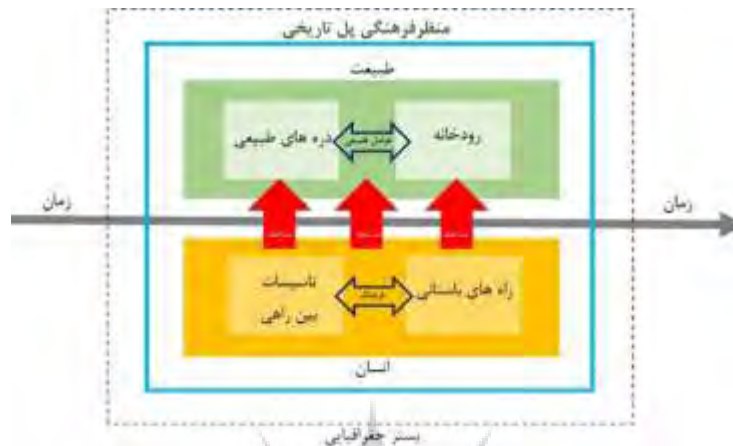 منظرفرهنگی پل تاریخی
طبیعت
رودخانه
دره های طبیعی
زمان
زمان
راه های باستانی
تاسیسات
بین راهی
انسان
بستر جغرافیایی